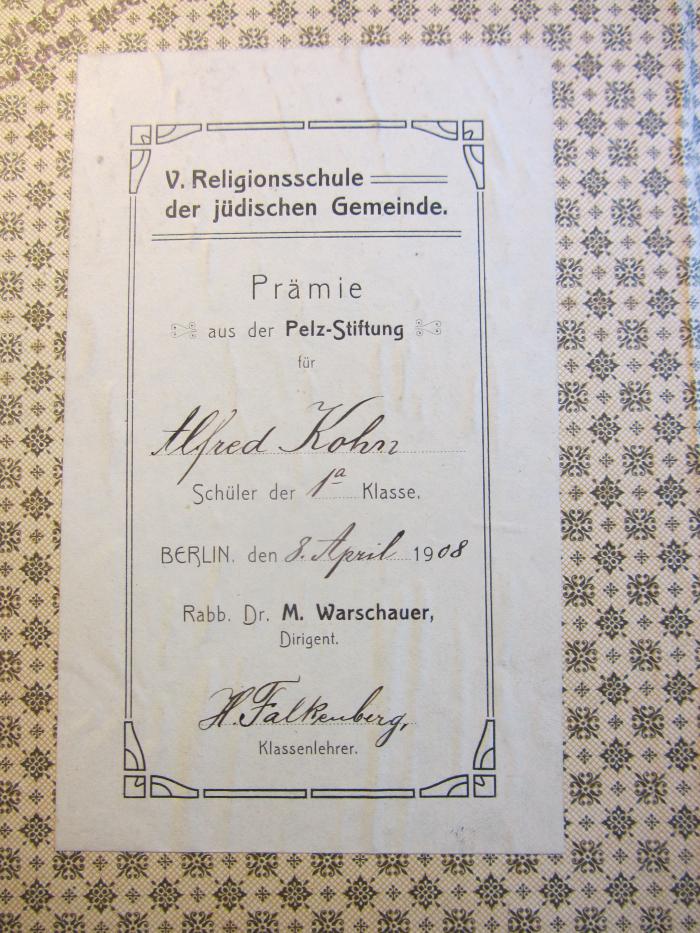 V. Religionsschule
der jüdischen Gemeinde.
Prämie
aus der Pelz-Stiftung
für
Alfred Kohn
Schüler der 1a Klasse.
BERLIN. den 8. April 1908
Rabb. Dr. M. Warschauer,
Dirigent.
H. Falkenberg,
Klassenlehrer.